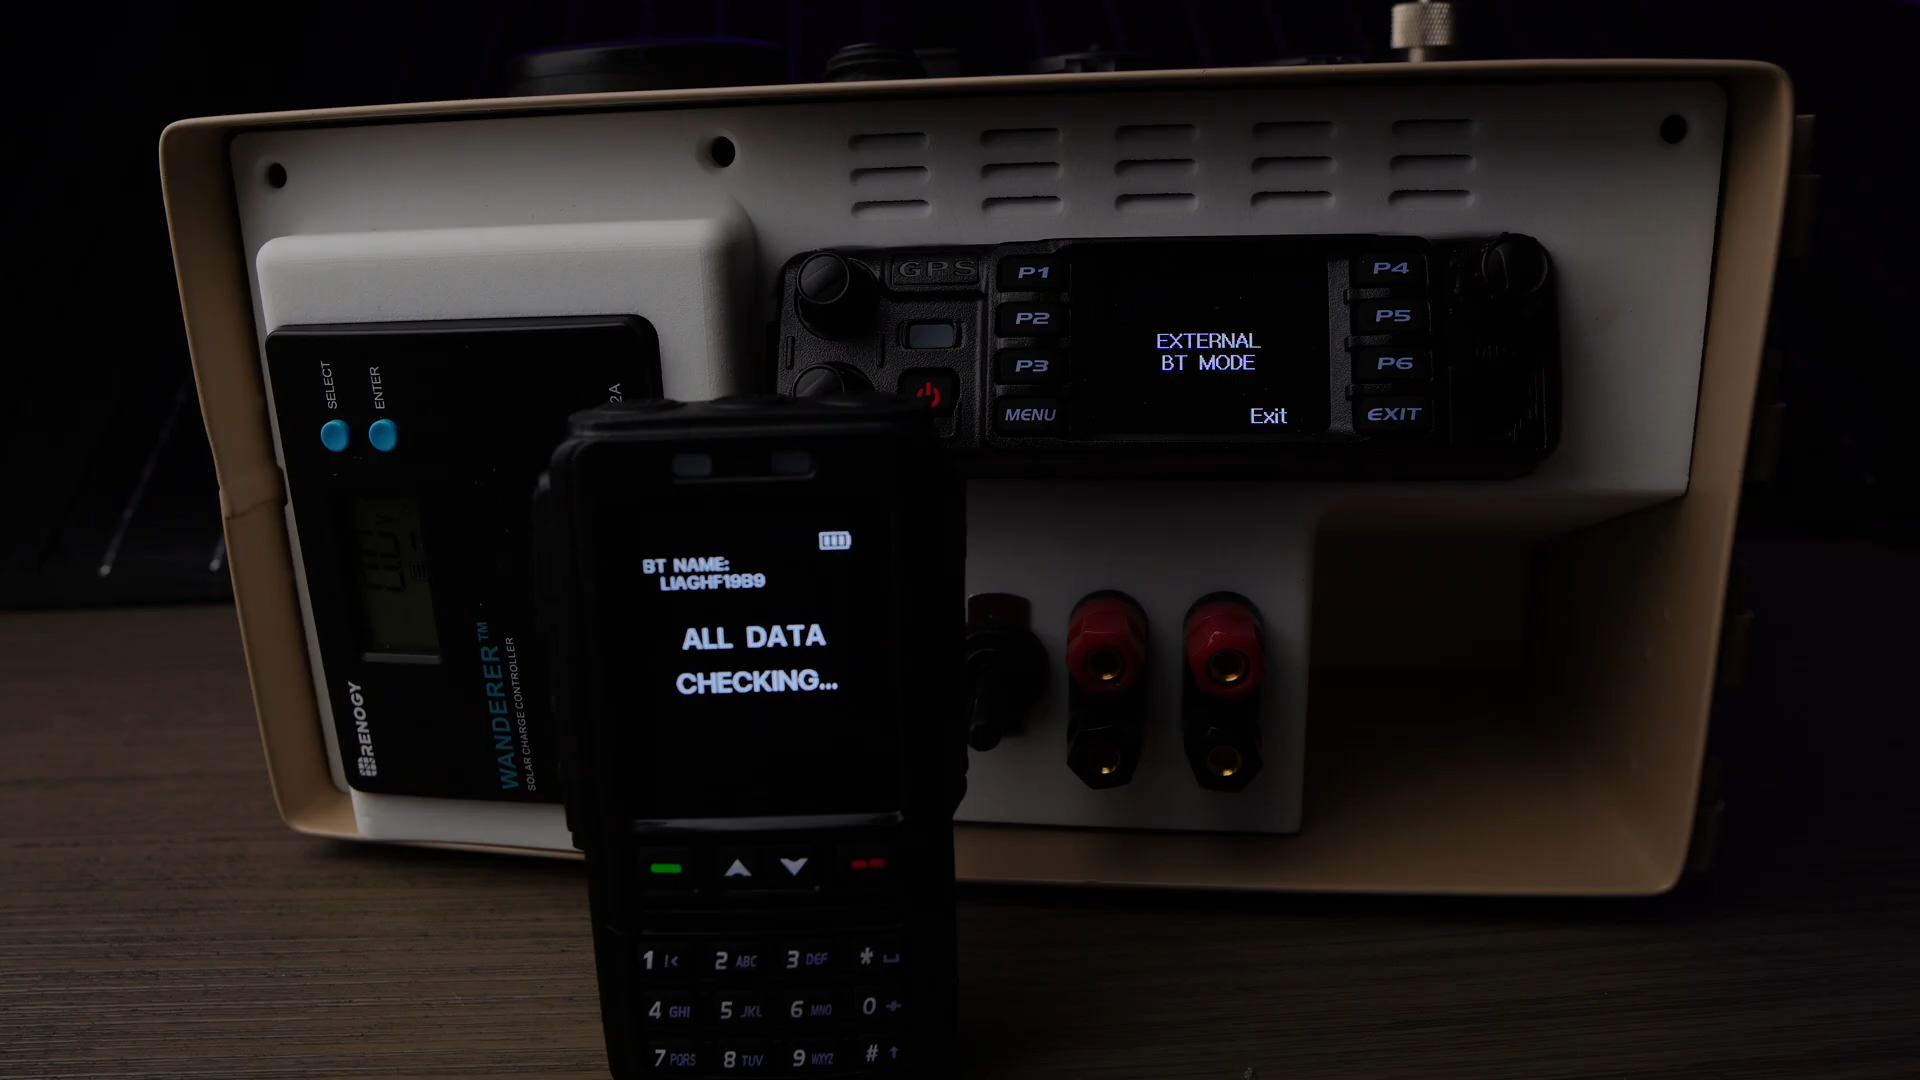 GPS
P1
P2
P3
MENU
EXTERNAL
BT MODE
Exit
P4
P5
P6
EXIT
SELECT
ENTER
2A
RENOGY
WANDERER™
SOLAR CHARGE CONTROLLER
BT NAME:
LIAGHF19B9
ALL DATA
CHECKING...
1 2 ABC 3 DEF *
4 GHI 5 JKL 6 MNO 0 +
7 PQRS 8 TUV 9 WXYZ # ↑